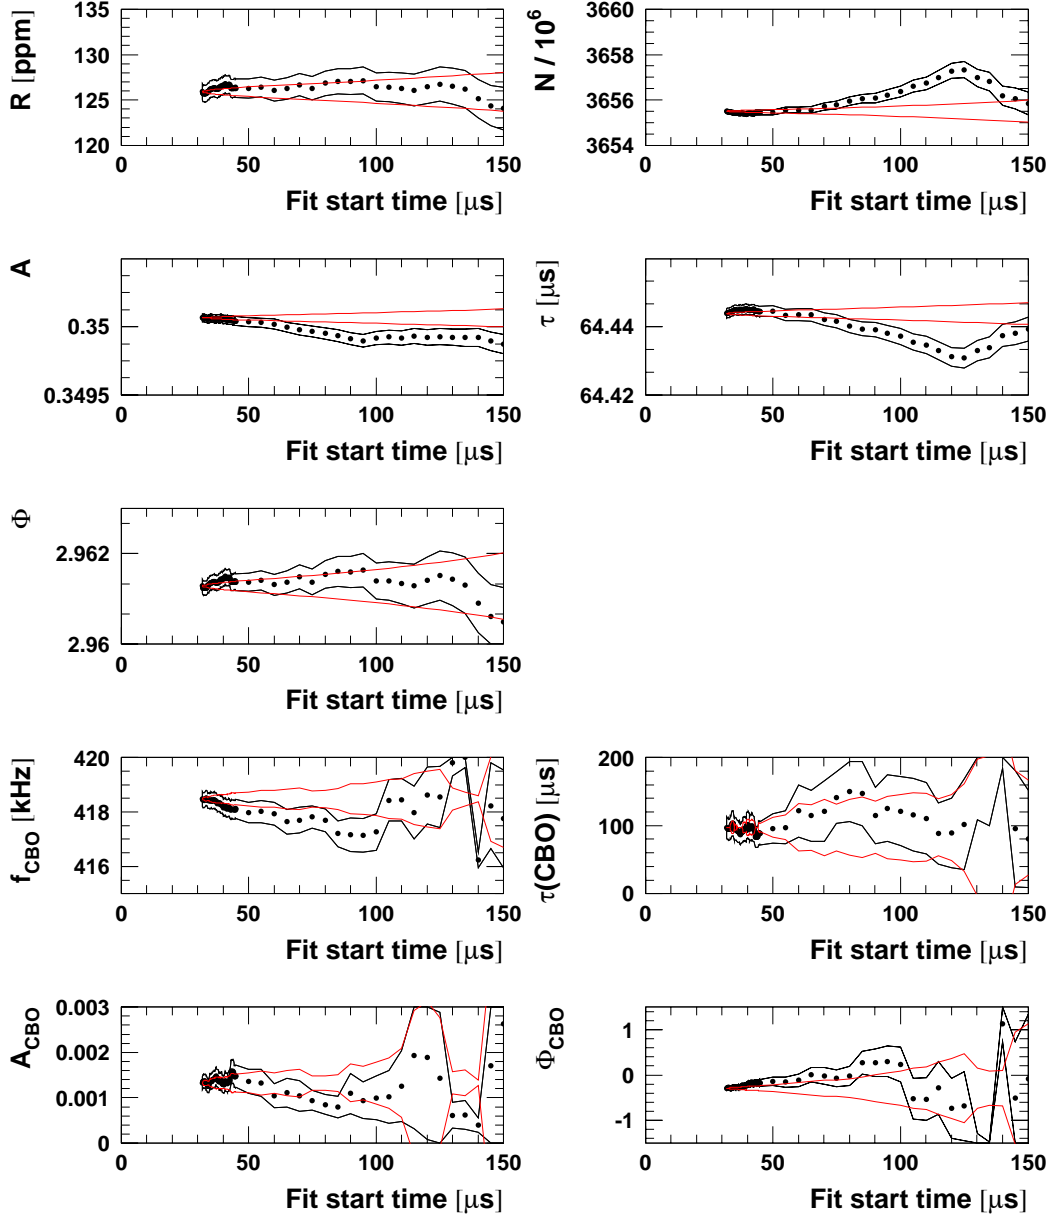 R [ppm]
135
130
125
120
0 50 100 150
Fit start time [μs]
N / 10^6
3660
3658
3656
3654
0 50 100 150
Fit start time [μs]
A
0.35
0.3495
0 50 100 150
Fit start time [μs]
τ [μs]
64.44
64.42
0 50 100 150
Fit start time [μs]
Φ
2.962
2.96
0 50 100 150
Fit start time [μs]
f_CBO [kHz]
420
418
416
0 50 100 150
Fit start time [μs]
τ(CBO) [μs]
200
100
0
0 50 100 150
Fit start time [μs]
A_CBO
0.003
0.002
0.001
0
0 50 100 150
Fit start time [μs]
Φ_CBO
1
0
-1
0 50 100 150
Fit start time [μs]